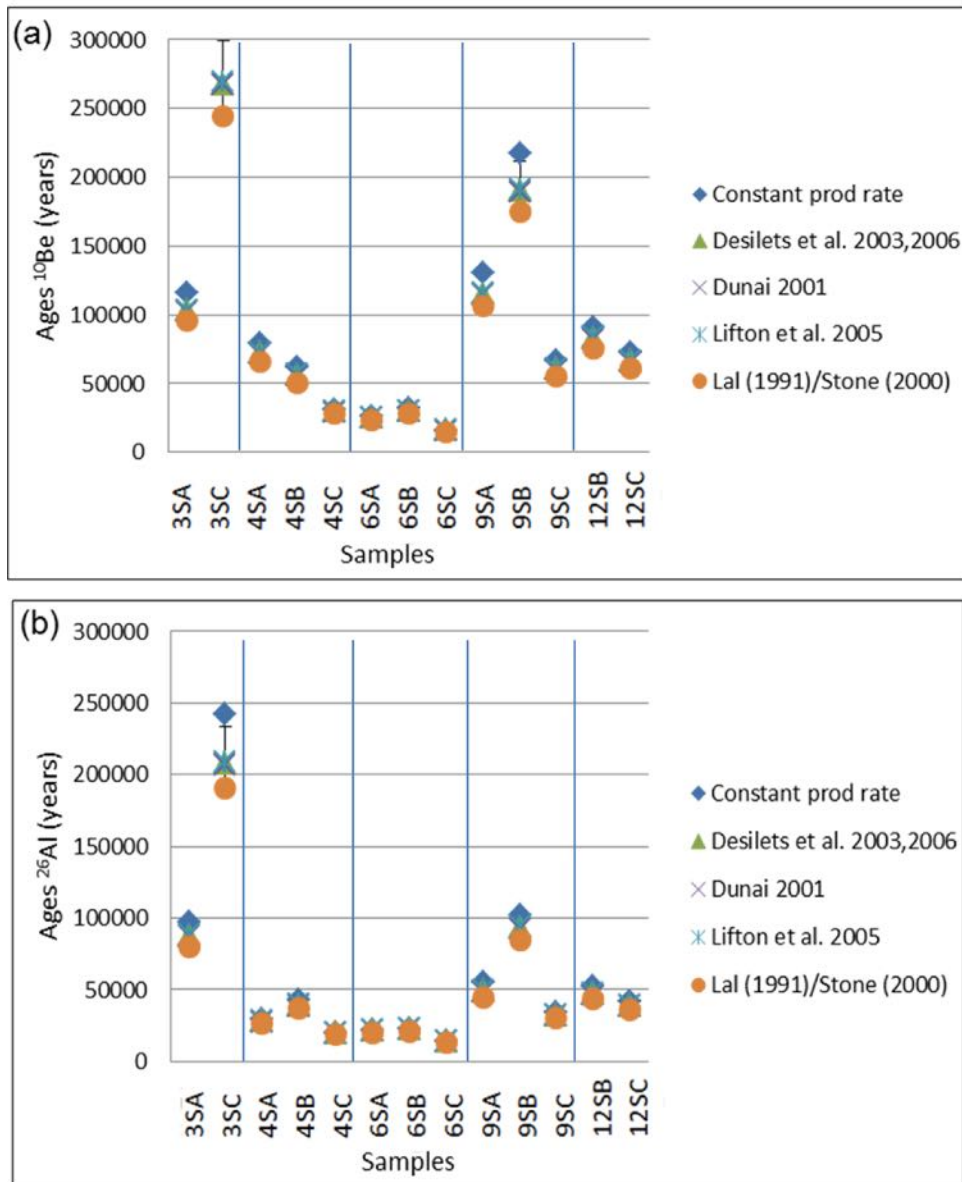 (a)
300000
250000
200000
150000
100000
50000
0
Ages ¹⁰Be (years)
3SA
3SC
4SA
4SB
4SC
6SA
6SB
6SC
9SA
9SB
9SC
12SB
12SC
Samples
Constant prod rate
Desilets et al. 2003,2006
Dunai 2001
Lifton et al. 2005
Lal (1991)/Stone (2000)
(b)
300000
250000
200000
150000
100000
50000
0
Ages ²⁶Al (years)
3SA
3SC
4SA
4SB
4SC
6SA
6SB
6SC
9SA
9SB
9SC
12SB
12SC
Samples
Constant prod rate
Desilets et al. 2003,2006
Dunai 2001
Lifton et al. 2005
Lal (1991)/Stone (2000)